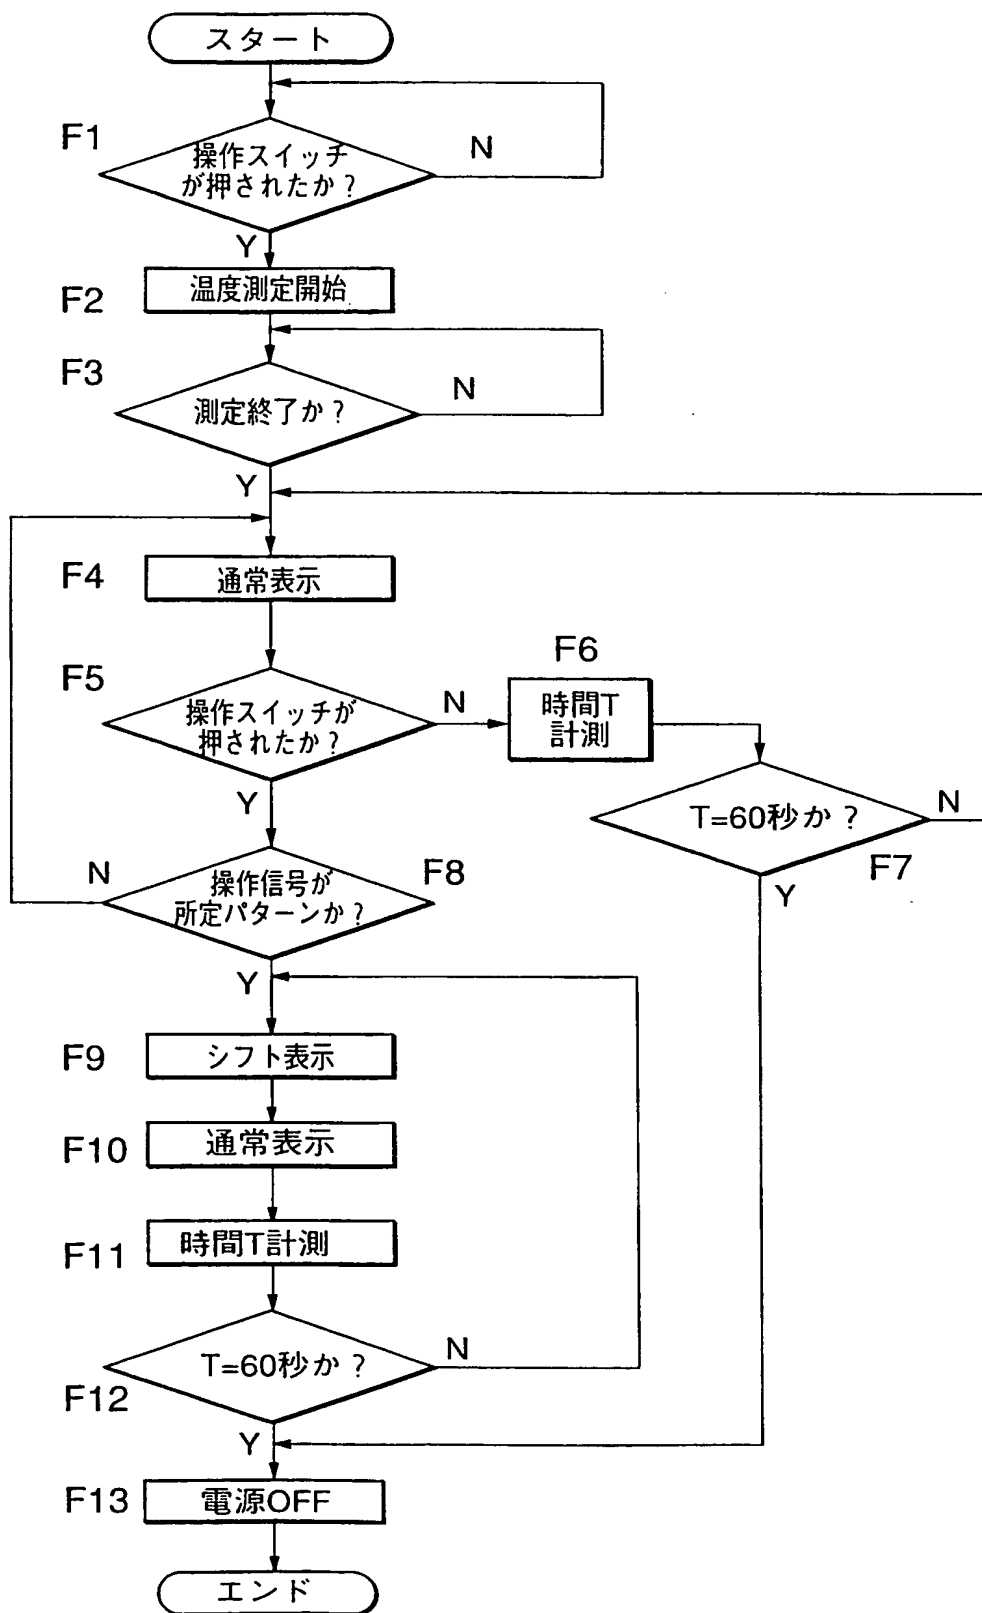 スタート
F1
操作スイッチ
が押されたか？
N
Y
F2
温度測定開始
F3
測定終了か？
N
Y
F4
通常表示
F5
操作スイッチが
押されたか？
N
Y
F6
時間T
計測
T=60秒か？
N
F7
Y
F8
操作信号が
所定パターンか？
N
Y
F9
シフト表示
F10
通常表示
F11
時間T計測
T=60秒か？
N
F12
Y
F13
電源OFF
エンド